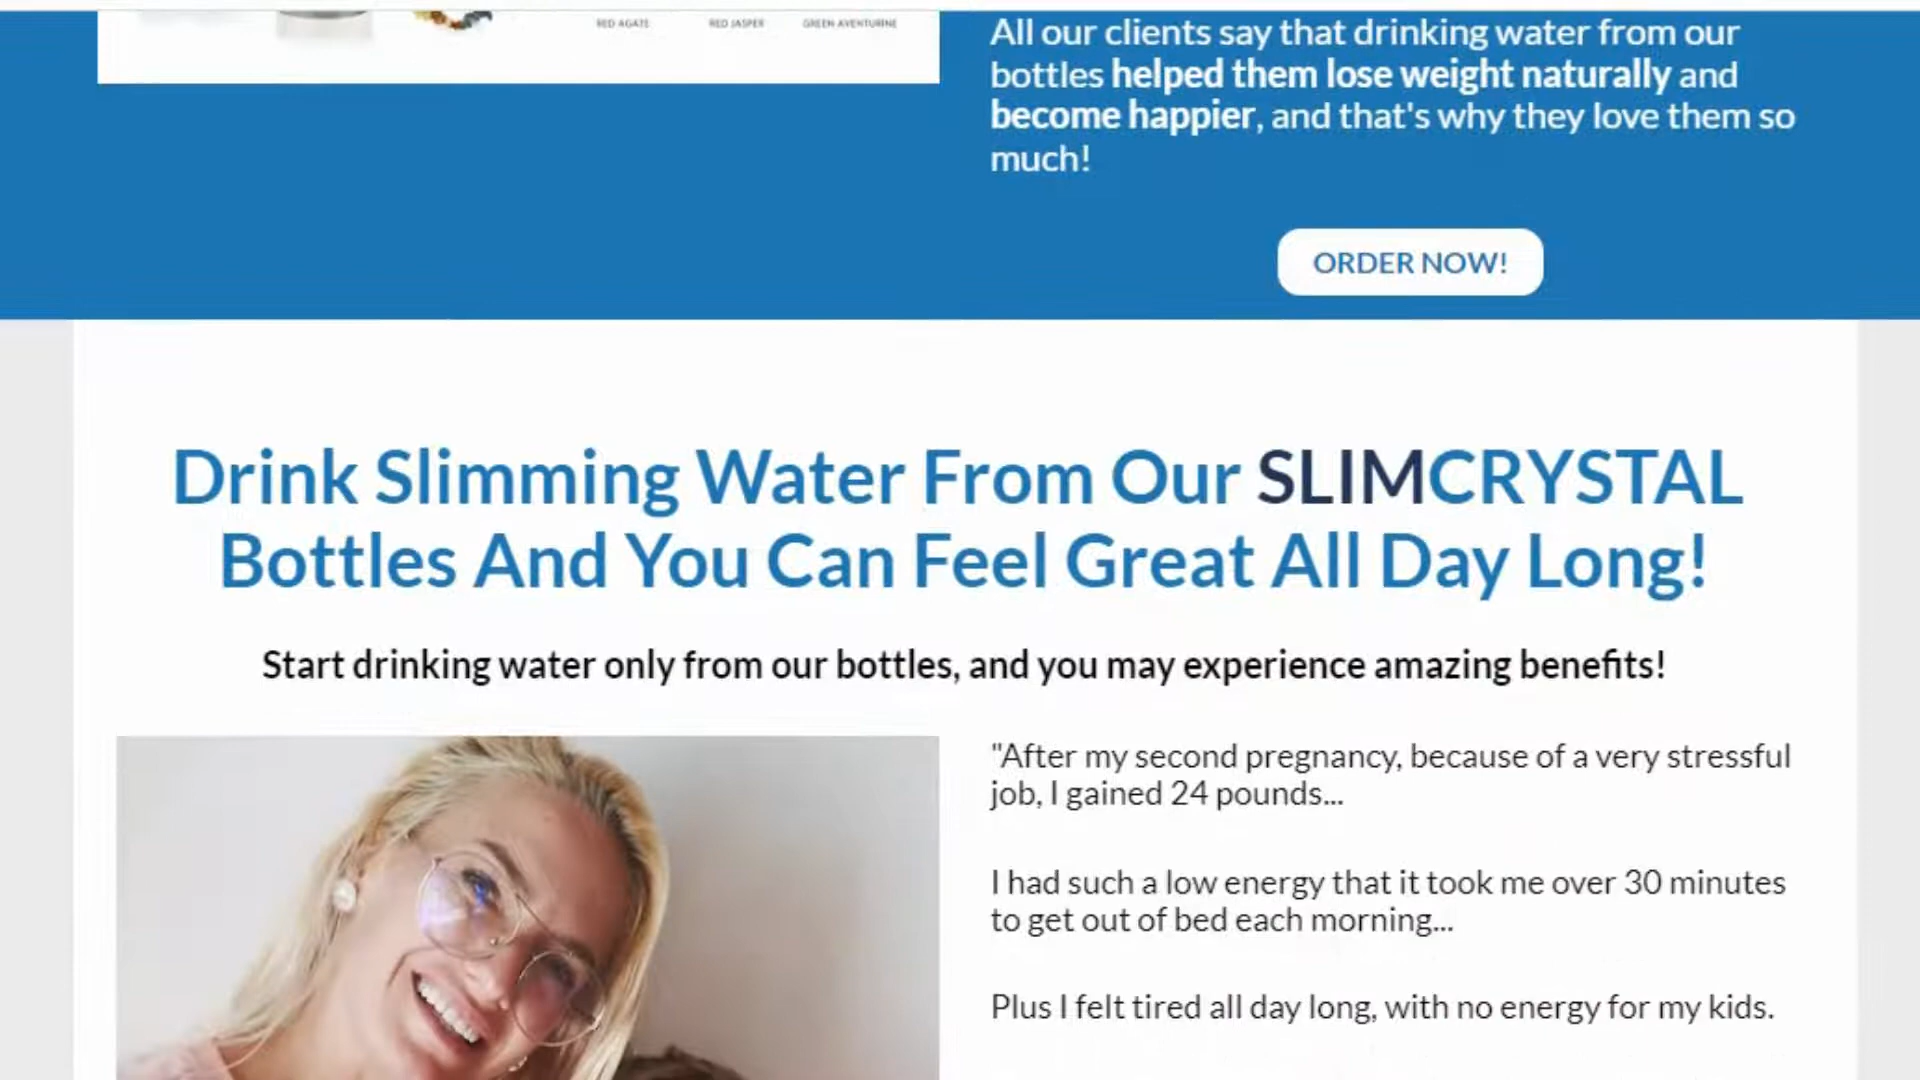 RED AGATE
RED JASPER
GREEN AVENTURINE
All our clients say that drinking water from our
bottles helped them lose weight naturally and
become happier, and that's why they love them so
much!
ORDER NOW!
Drink Slimming Water From Our SLIMCRYSTAL
Bottles And You Can Feel Great All Day Long!
Start drinking water only from our bottles, and you may experience amazing benefits!
"After my second pregnancy, because of a very stressful
job, I gained 24 pounds...
I had such a low energy that it took me over 30 minutes
to get out of bed each morning...
Plus I felt tired all day long, with no energy for my kids.